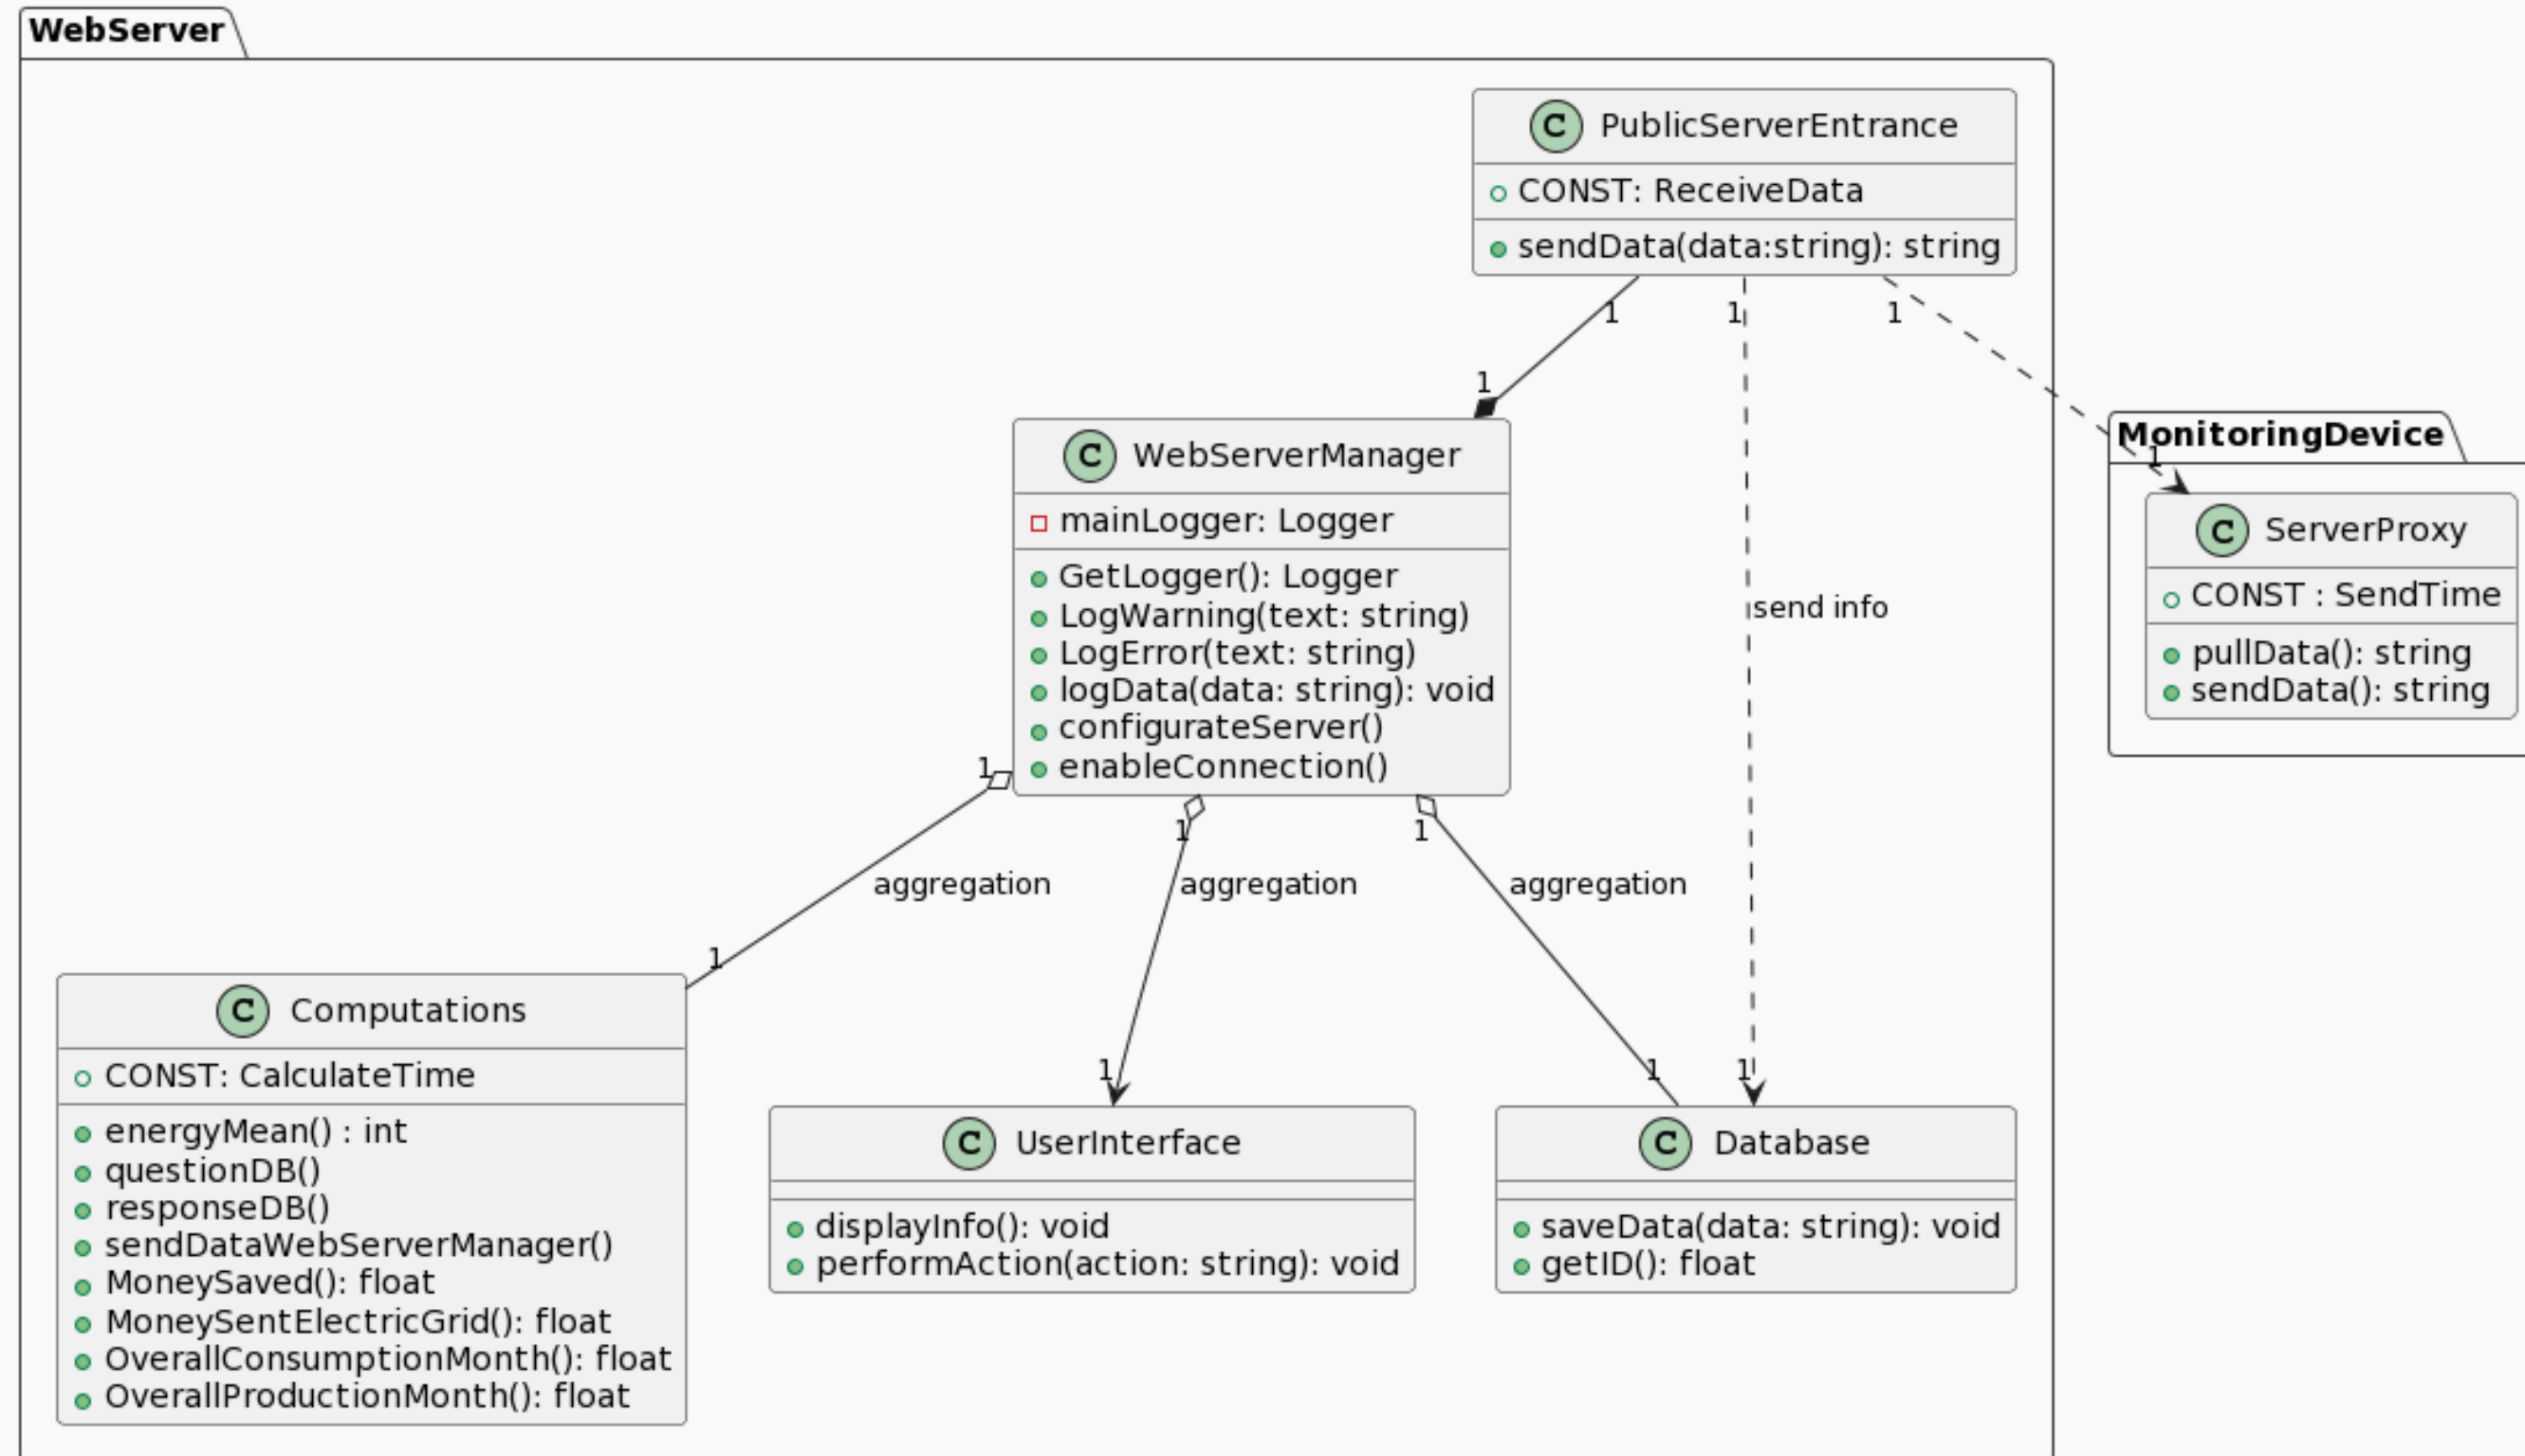 WebServer
C PublicServerEntrance
CONST: ReceiveData
sendData(data:string): string
1
1
1
1
C WebServerManager
mainLogger: Logger
GetLogger(): Logger
LogWarning(text: string)
LogError(text: string)
logData(data: string): void
configurateServer()
enableConnection()
MonitoringDevice
1
C ServerProxy
CONST : SendTime
pullData(): string
sendData(): string
send info
1
1
1
aggregation
aggregation
aggregation
1
1
1
1
C Computations
CONST: CalculateTime
energyMean() : int
questionDB()
responseDB()
sendDataWebServerManager()
MoneySaved(): float
MoneySentElectricGrid(): float
OverallConsumptionMonth(): float
OverallProductionMonth(): float
C UserInterface
displayInfo(): void
performAction(action: string): void
C Database
saveData(data: string): void
getID(): float